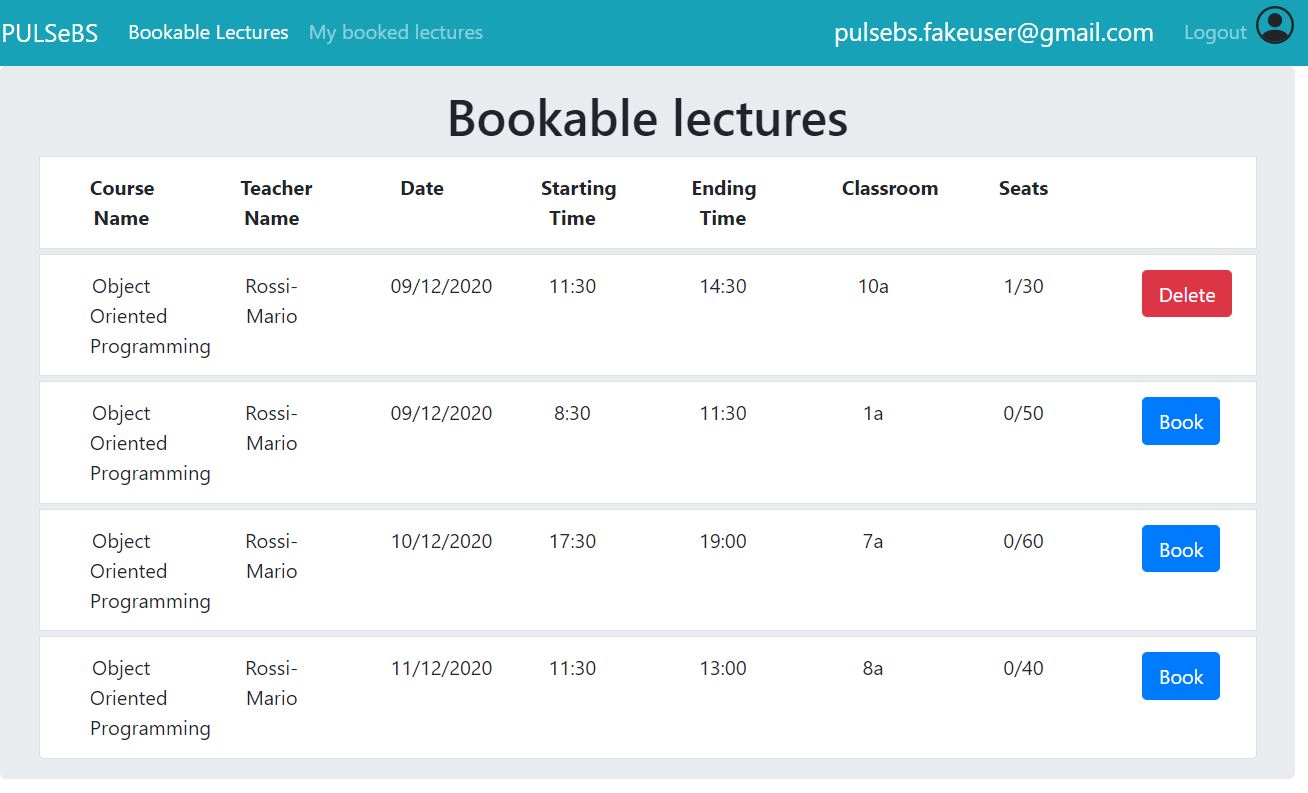 PULSeBS Bookable Lectures My booked lectures pulsebs.fakeuser@gmail.com Logout
Bookable lectures
Course Name Teacher Name Date Starting Time Ending Time Classroom Seats
Object Oriented Programming Rossi-Mario 09/12/2020 11:30 14:30 10a 1/30 Delete
Object Oriented Programming Rossi-Mario 09/12/2020 8:30 11:30 1a 0/50 Book
Object Oriented Programming Rossi-Mario 10/12/2020 17:30 19:00 7a 0/60 Book
Object Oriented Programming Rossi-Mario 11/12/2020 11:30 13:00 8a 0/40 Book